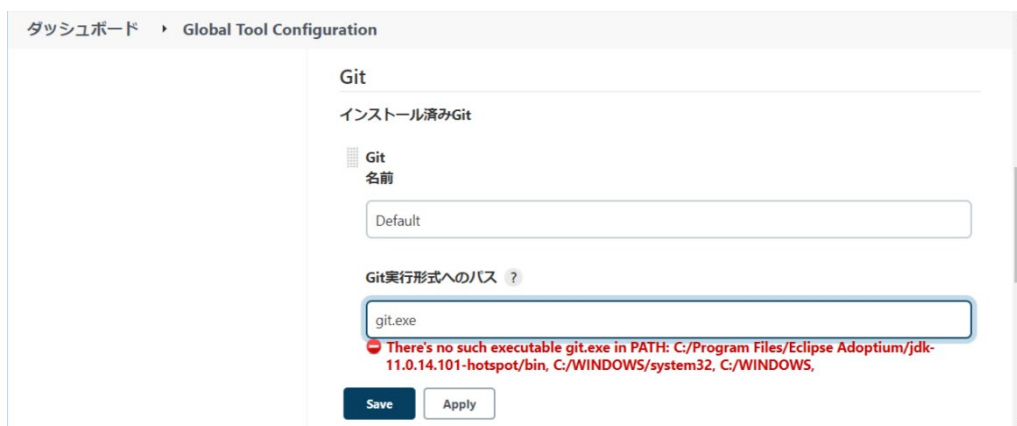 ダッシュボード Global Tool Configuration
Git
インストール済みGit
Git
名前
Default
Git実行形式へのパス ?
git.exe
There's no such executable git.exe in PATH: C:/Program Files/Eclipse Adoptium/jdk-
11.0.14.101-hotspot/bin, C:/WINDOWS/system32, C:/WINDOWS,
Save Apply